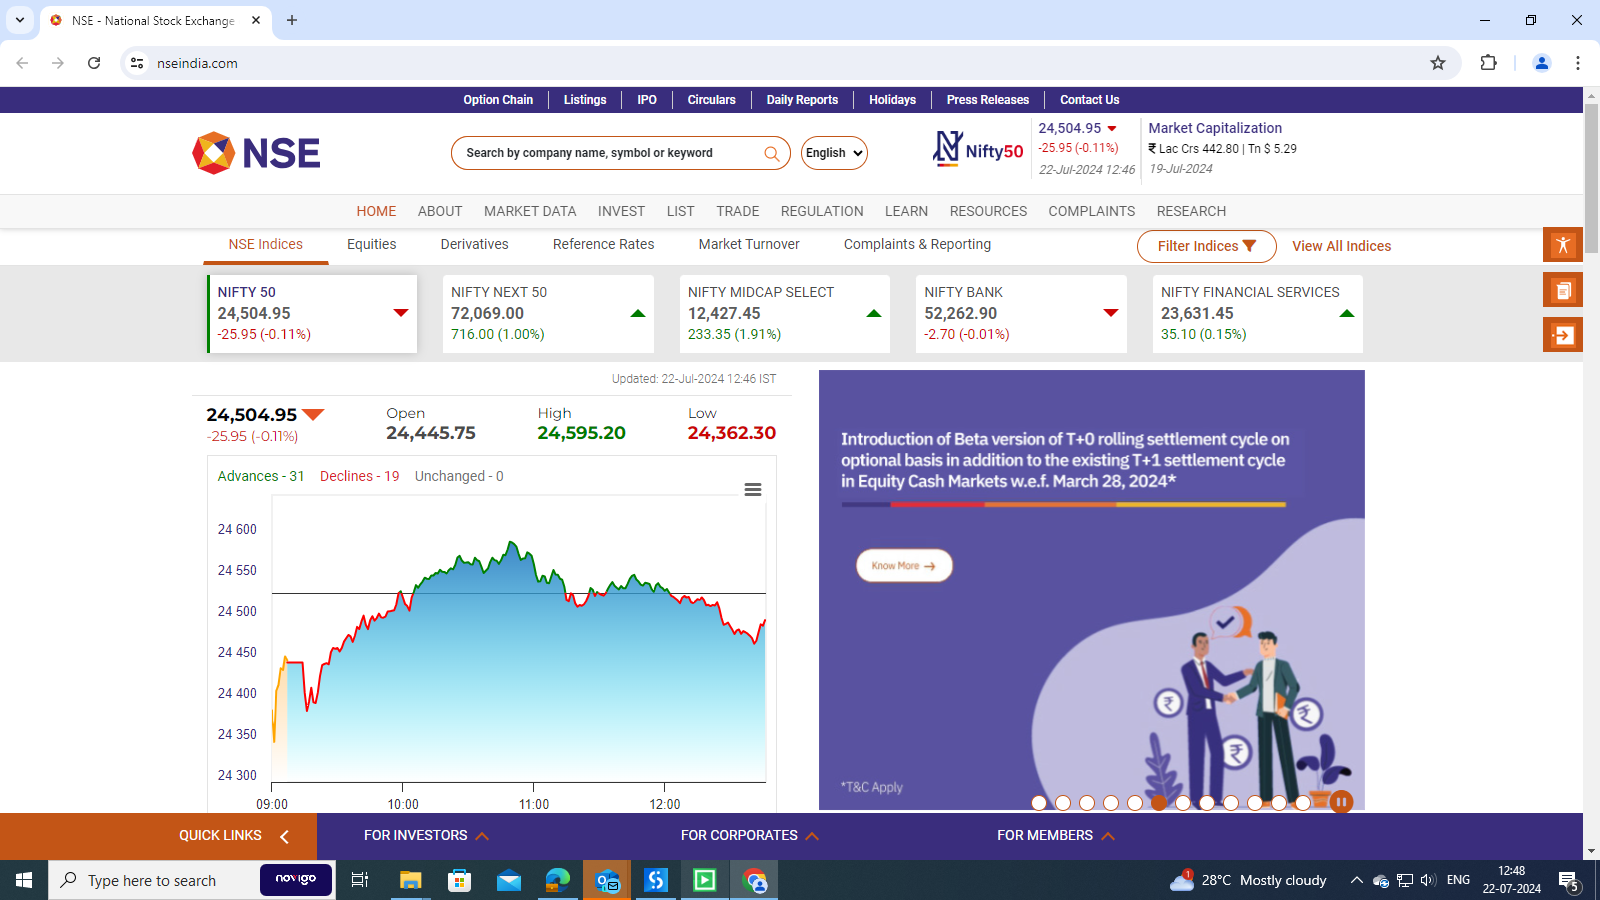 NSE - National Stock Exchange
nseindia.com
Option Chain
Listings
IPO
Circulars
Daily Reports
Holidays
Press Releases
Contact Us
NSE
Search by company name, symbol or keyword
English
Nifty50
24,504.95
-25.95 (-0.11%)
22-Jul-2024 12:46
Market Capitalization
₹ Lac Crs 442.80 | Tn $ 5.29
19-Jul-2024
HOME
ABOUT
MARKET DATA
INVEST
LIST
TRADE
REGULATION
LEARN
RESOURCES
COMPLAINTS
RESEARCH
NSE Indices
Equities
Derivatives
Reference Rates
Market Turnover
Complaints & Reporting
Filter Indices
View All Indices
NIFTY 50
24,504.95
-25.95 (-0.11%)
NIFTY NEXT 50
72,069.00
716.00 (1.00%)
NIFTY MIDCAP SELECT
12,427.45
233.35 (1.91%)
NIFTY BANK
52,262.90
-2.70 (-0.01%)
NIFTY FINANCIAL SERVICES
23,631.45
35.10 (0.15%)
Updated: 22-Jul-2024 12:46 IST
24,504.95
-25.95 (-0.11%)
Open
24,445.75
High
24,595.20
Low
24,362.30
Advances - 31
Declines - 19
Unchanged - 0
24 600
24 550
24 500
24 450
24 400
24 350
24 300
09:00
10:00
11:00
12:00
Introduction of Beta version of T+0 rolling settlement cycle on
optional basis in addition to the existing T+1 settlement cycle
in Equity Cash Markets w.e.f. March 28, 2024*
Know More →
₹
₹
₹
*T&C Apply
QUICK LINKS
FOR INVESTORS
FOR CORPORATES
FOR MEMBERS
Type here to search
novigo
1
28°C Mostly cloudy
ENG
12:48
22-07-2024
5